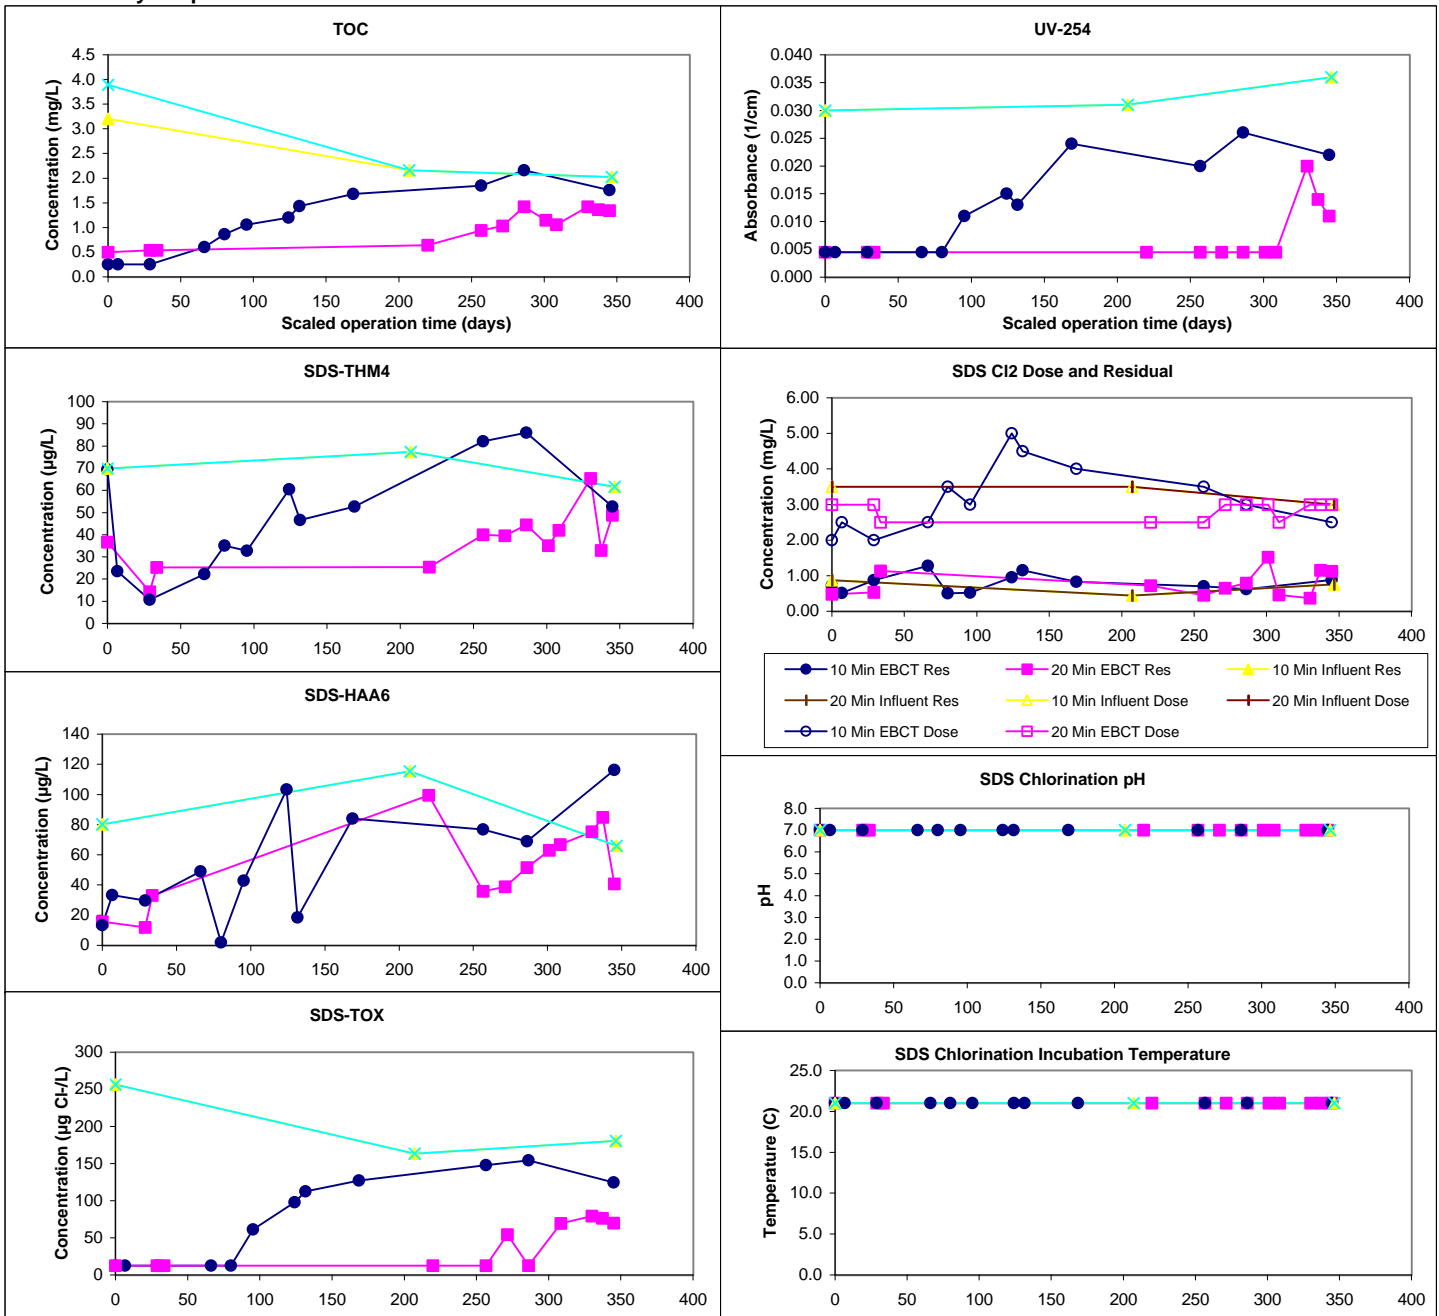 TOC
4.5
4.0
3.5
3.0
2.5
2.0
1.5
1.0
0.5
0.0
Concentration (mg/L)
0 50 100 150 200 250 300 350 400
Scaled operation time (days)
UV-254
0.040
0.035
0.030
0.025
0.020
0.015
0.010
0.005
0.000
Absorbance (1/cm)
0 50 100 150 200 250 300 350 400
Scaled operation time (days)
SDS-THM4
100
90
80
70
60
50
40
30
20
10
0
Concentration (µg/L)
0 50 100 150 200 250 300 350 400
SDS Cl2 Dose and Residual
6.00
5.00
4.00
3.00
2.00
1.00
0.00
Concentration (mg/L)
0 50 100 150 200 250 300 350 400
10 Min EBCT Res 20 Min EBCT Res 10 Min Influent Res
20 Min Influent Res 10 Min Influent Dose 20 Min Influent Dose
10 Min EBCT Dose 20 Min EBCT Dose
SDS-HAA6
140
120
100
80
60
40
20
0
Concentration (µg/L)
0 50 100 150 200 250 300 350 400
SDS Chlorination pH
8.0
7.0
6.0
5.0
4.0
3.0
2.0
1.0
0.0
pH
0 50 100 150 200 250 300 350 400
SDS-TOX
300
250
200
150
100
50
0
Concentration (µg Cl-/L)
0 50 100 150 200 250 300 350 400
SDS Chlorination Incubation Temperature
25.0
20.0
15.0
10.0
5.0
0.0
Temperature (C)
0 50 100 150 200 250 300 350 400